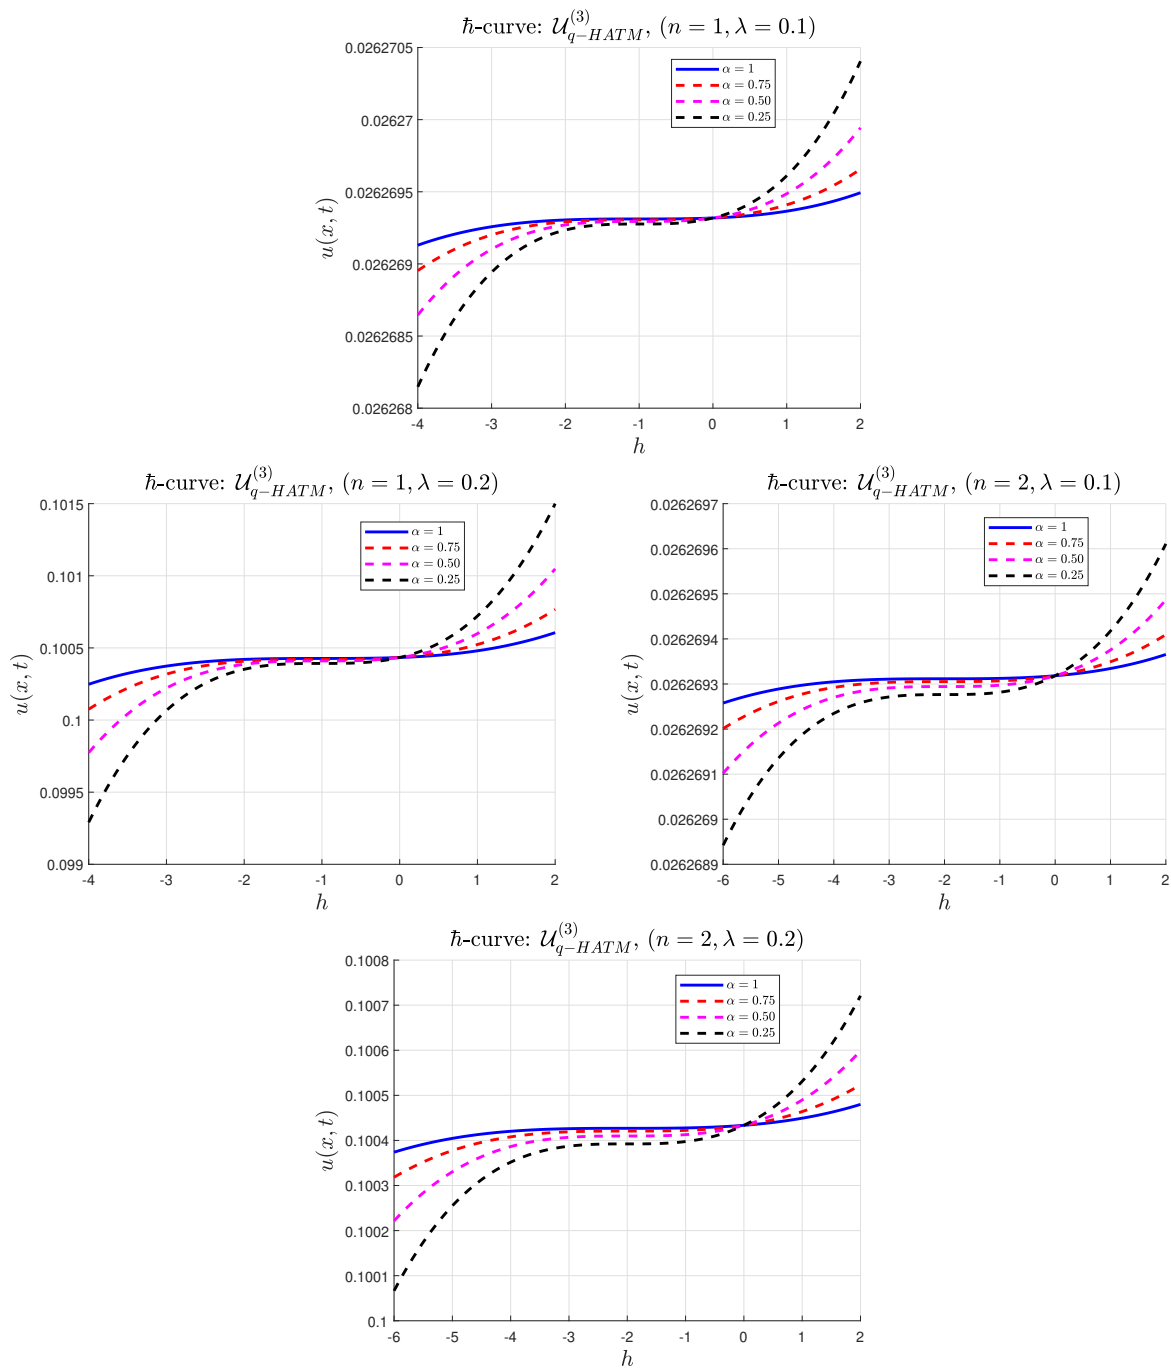 ħ-curve: 𝒰^{(3)}_{q−HATM}, (n = 1, λ = 0.1)
0.0262705
0.02627
0.0262695
0.026269
0.0262685
0.026268
u(x, t)
α = 1
α = 0.75
α = 0.50
α = 0.25
-4 -3 -2 -1 0 1 2
h
ħ-curve: 𝒰^{(3)}_{q−HATM}, (n = 1, λ = 0.2)
0.1015
0.101
0.1005
0.1
0.0995
0.099
u(x, t)
α = 1
α = 0.75
α = 0.50
α = 0.25
-4 -3 -2 -1 0 1 2
h
ħ-curve: 𝒰^{(3)}_{q−HATM}, (n = 2, λ = 0.1)
0.0262697
0.0262696
0.0262695
0.0262694
0.0262693
0.0262692
0.0262691
0.026269
0.0262689
u(x, t)
α = 1
α = 0.75
α = 0.50
α = 0.25
-6 -5 -4 -3 -2 -1 0 1 2
h
ħ-curve: 𝒰^{(3)}_{q−HATM}, (n = 2, λ = 0.2)
0.1008
0.1007
0.1006
0.1005
0.1004
0.1003
0.1002
0.1001
0.1
u(x, t)
α = 1
α = 0.75
α = 0.50
α = 0.25
-6 -5 -4 -3 -2 -1 0 1 2
h